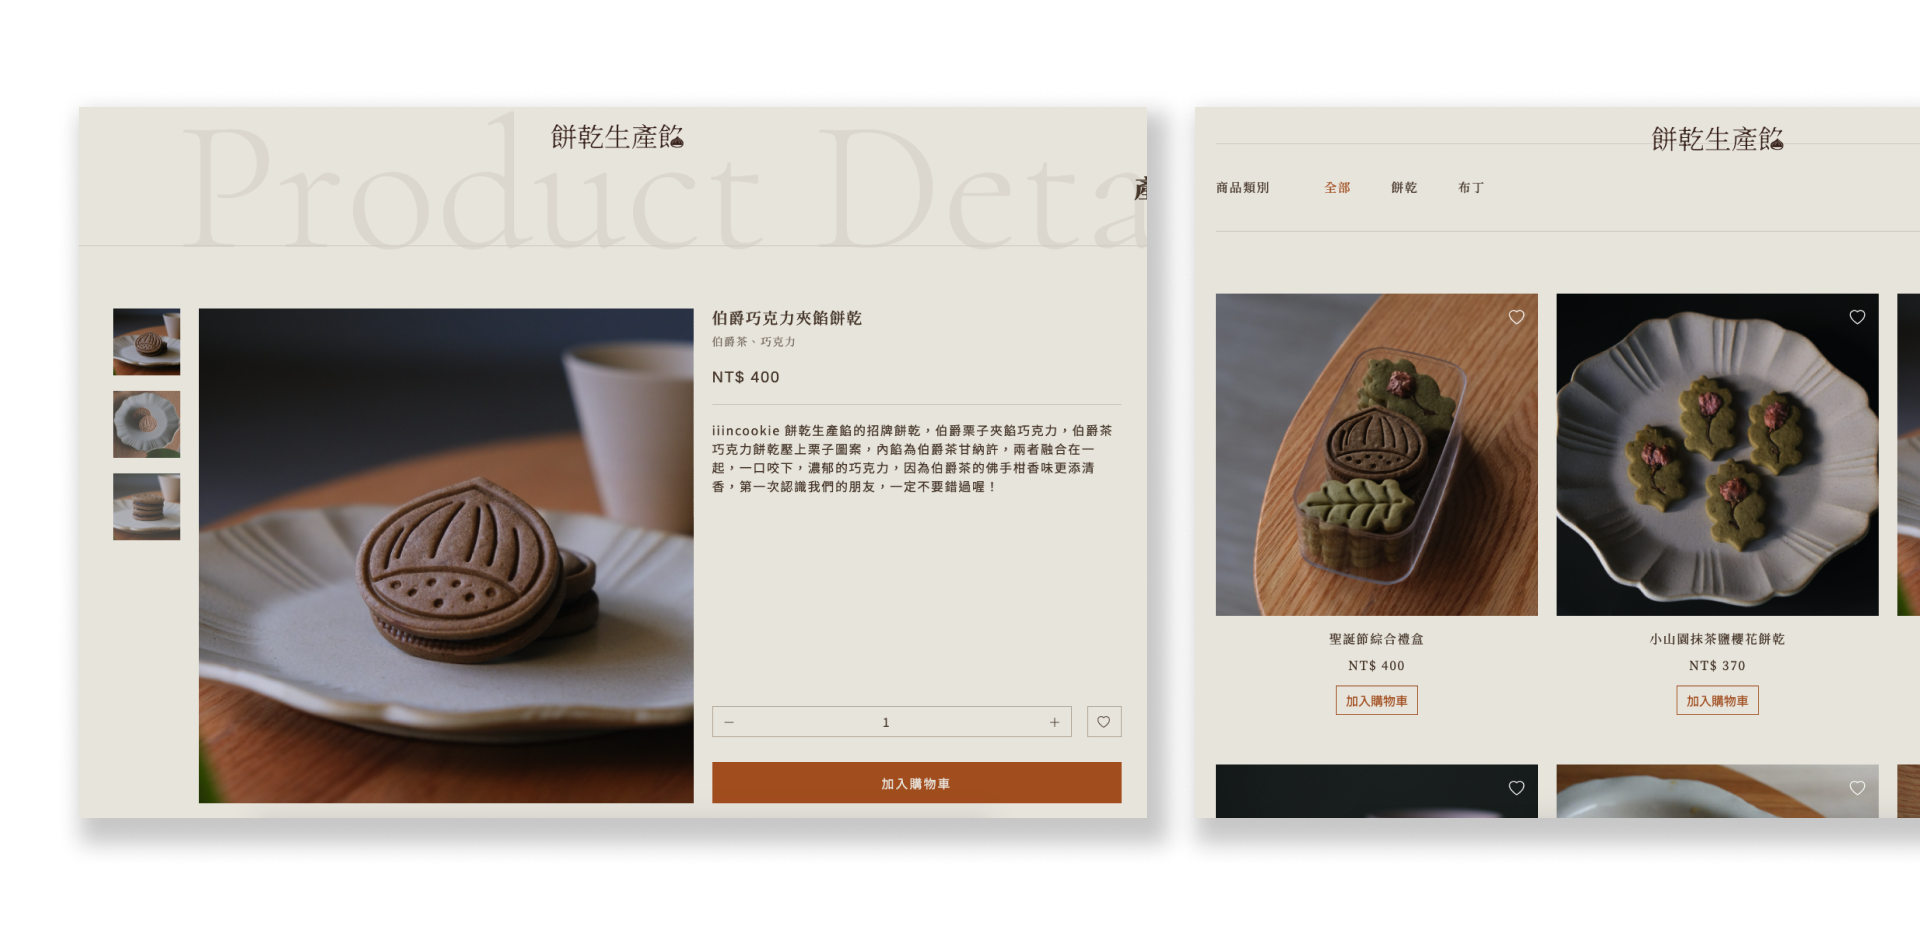 Product Deta
餅乾生產飽
產
伯爵巧克力夾餡餅乾
伯爵茶、巧克力
NT$ 400
iiincookie 餅乾生產餡的招牌餅乾，伯爵栗子夾餡巧克力，伯爵茶
巧克力餅乾壓上栗子圖案，內餡為伯爵茶甘納許，兩者融合在一
起，一口咬下，濃郁的巧克力，因為伯爵茶的佛手柑香味更添清
香，第一次認識我們的朋友，一定不要錯過喔！
1
加入購物車
餅乾生產飽
商品類別 全部 餅乾 布丁
聖誕節綜合禮盒
NT$ 400
加入購物車
小山園抹茶鹽櫻花餅乾
NT$ 370
加入購物車